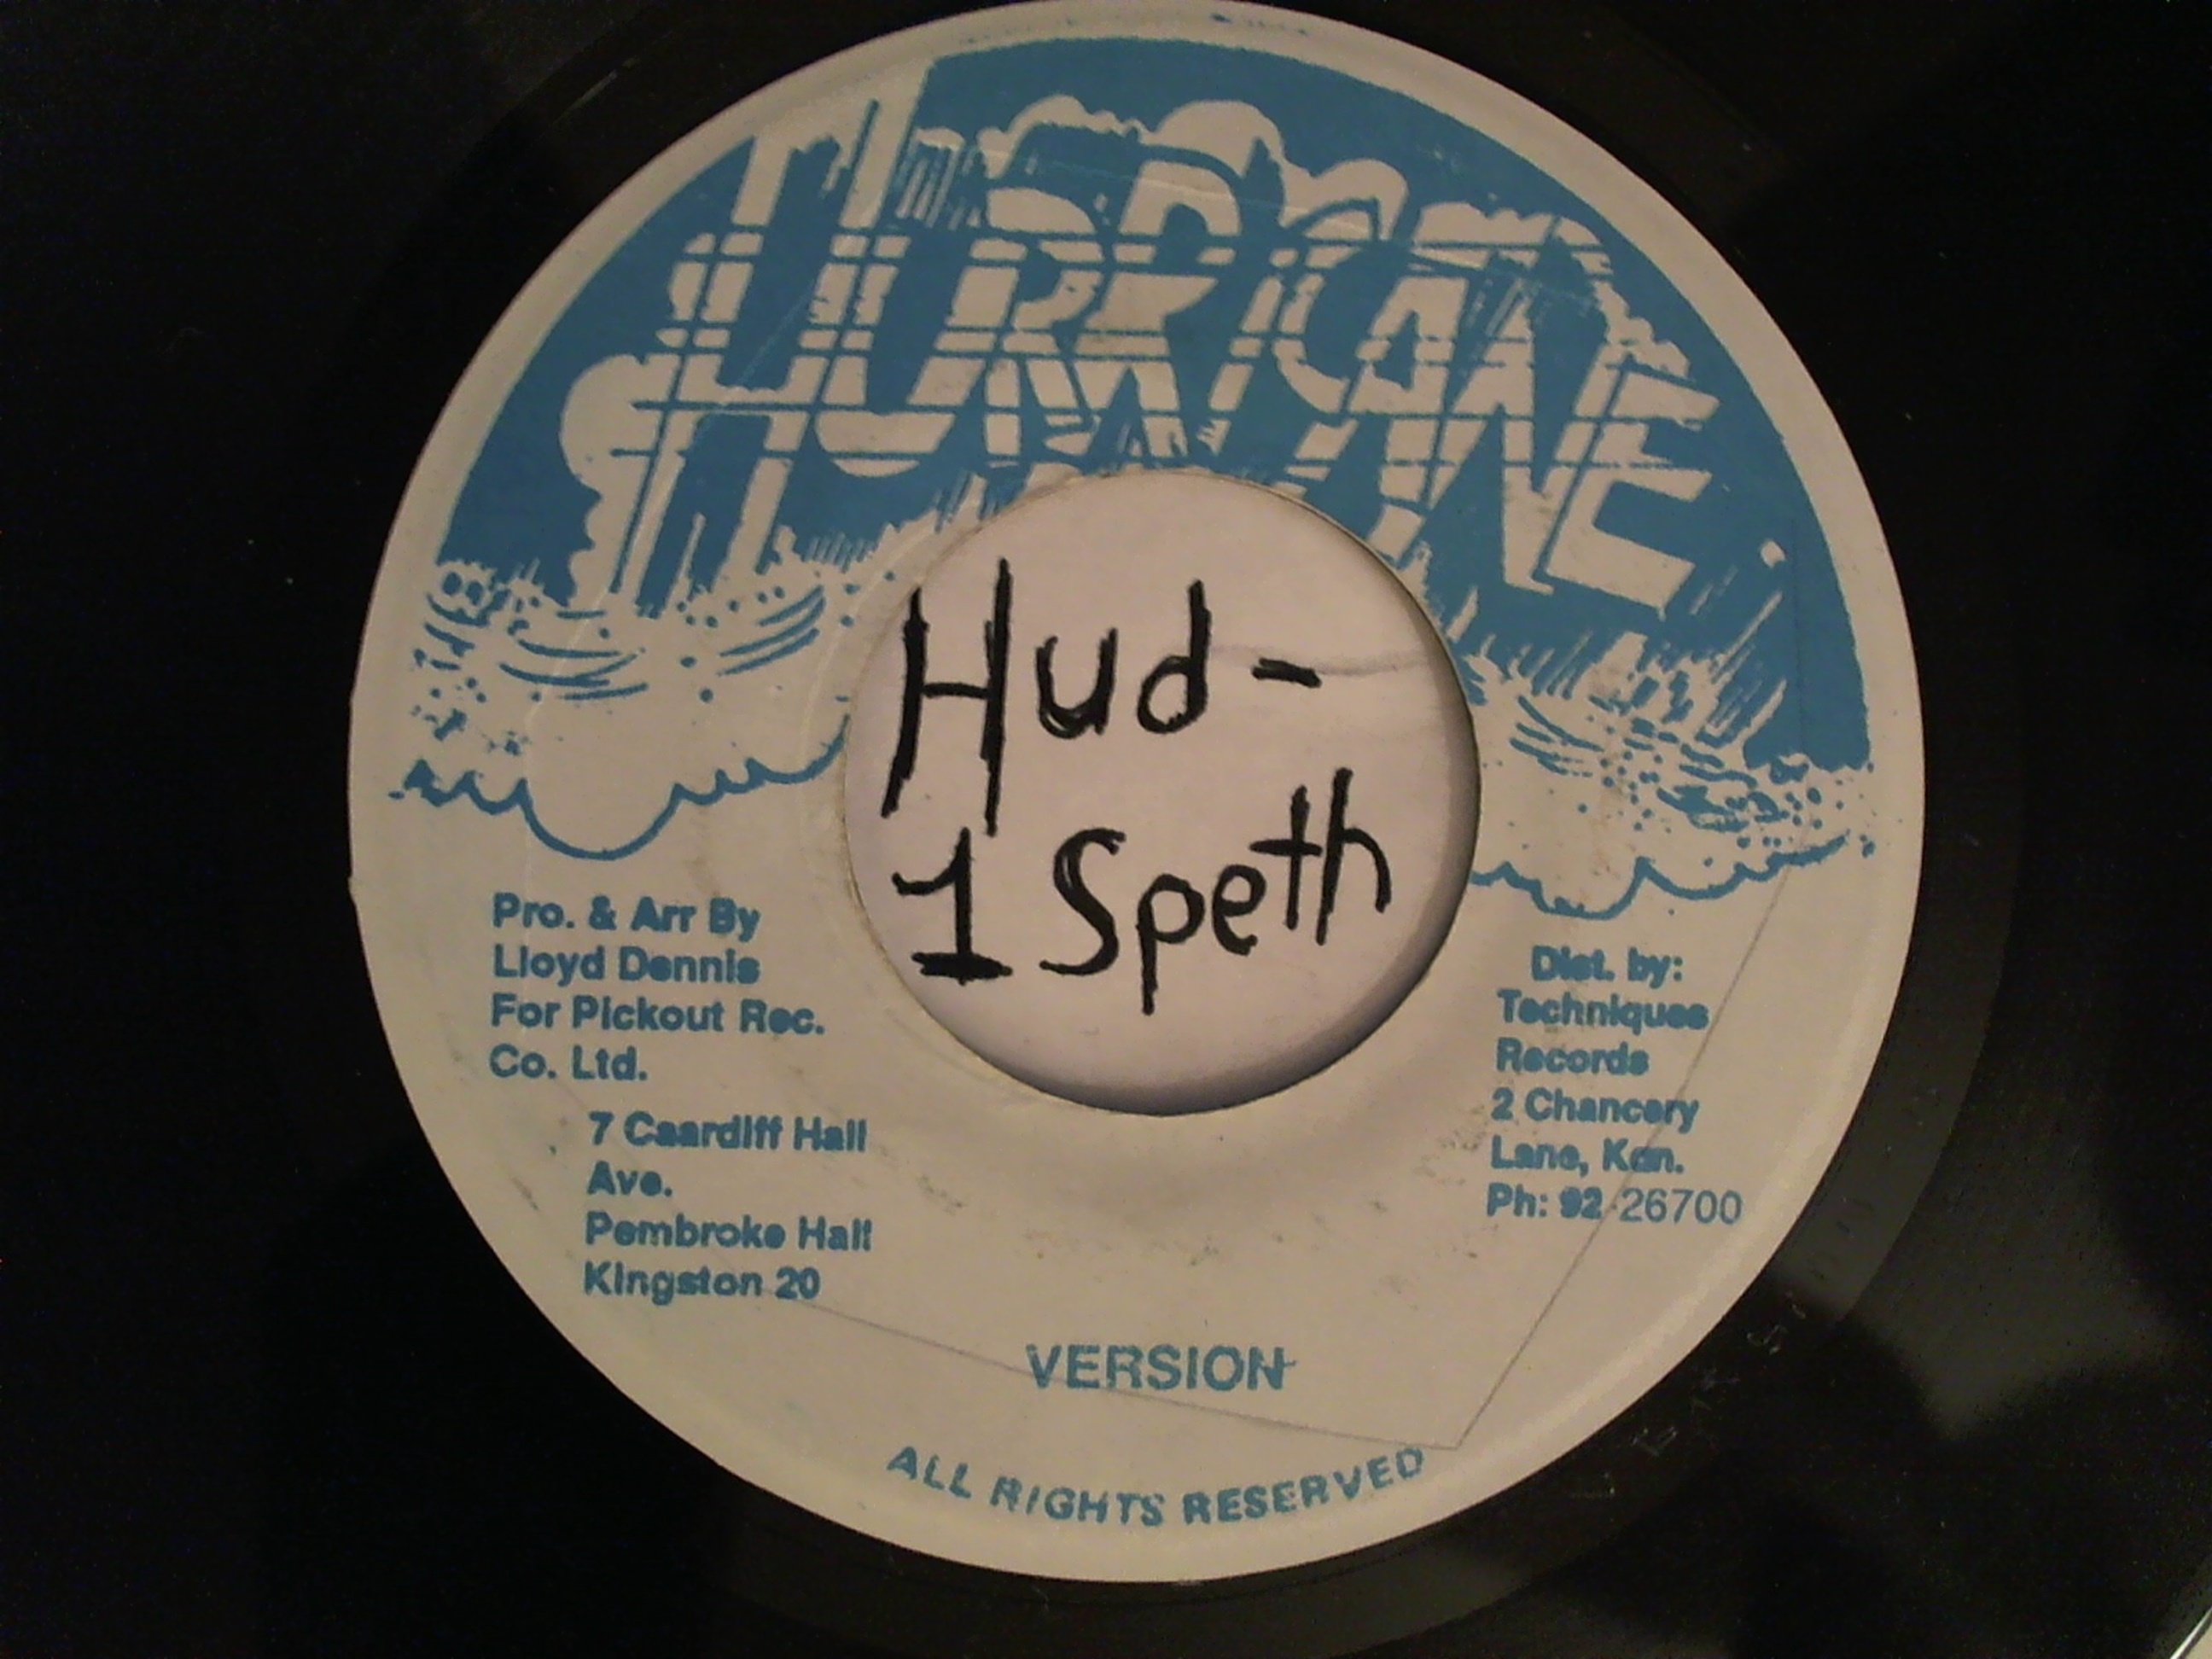 HURRICANE
Hud-
1 Speth
Pro. & Arr By
Lloyd Dennis
For Pickout Rec.
Co. Ltd.
7 Caardiff Hall
Ave.
Pembroke Hall
Kingston 20
Dist. by:
Techniques
Records
2 Chancery
Lane, Kgn.
Ph: 92-26700
VERSION
ALL RIGHTS RESERVED